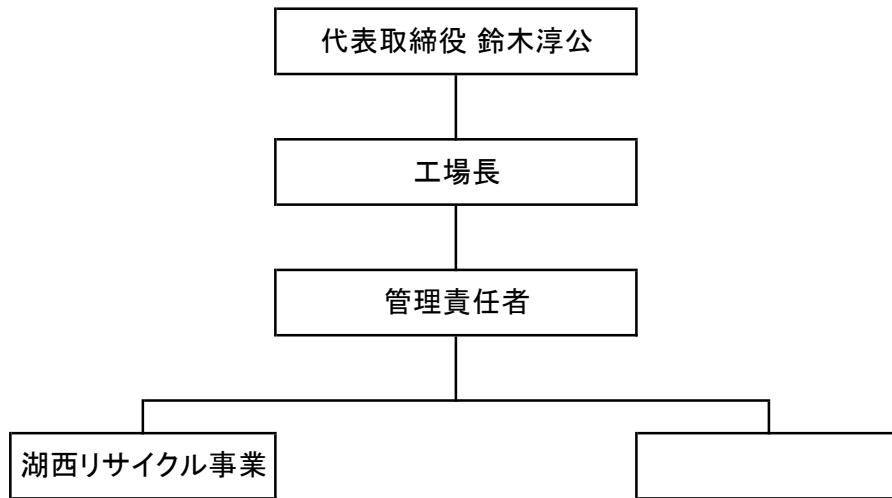 代表取締役 鈴木淳公
工場長
管理責任者
湖西リサイクル事業